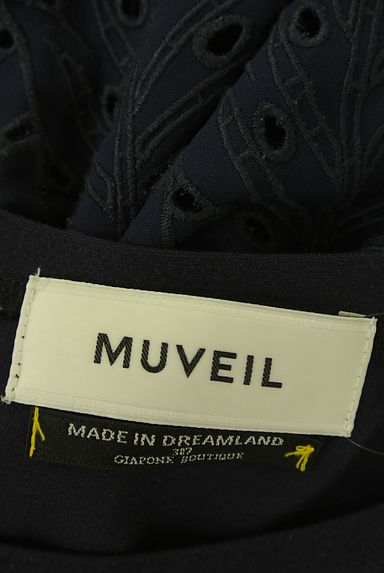 MUVEIL
MADE IN DREAMLAND
387
GIAPONE BOUTIQUE